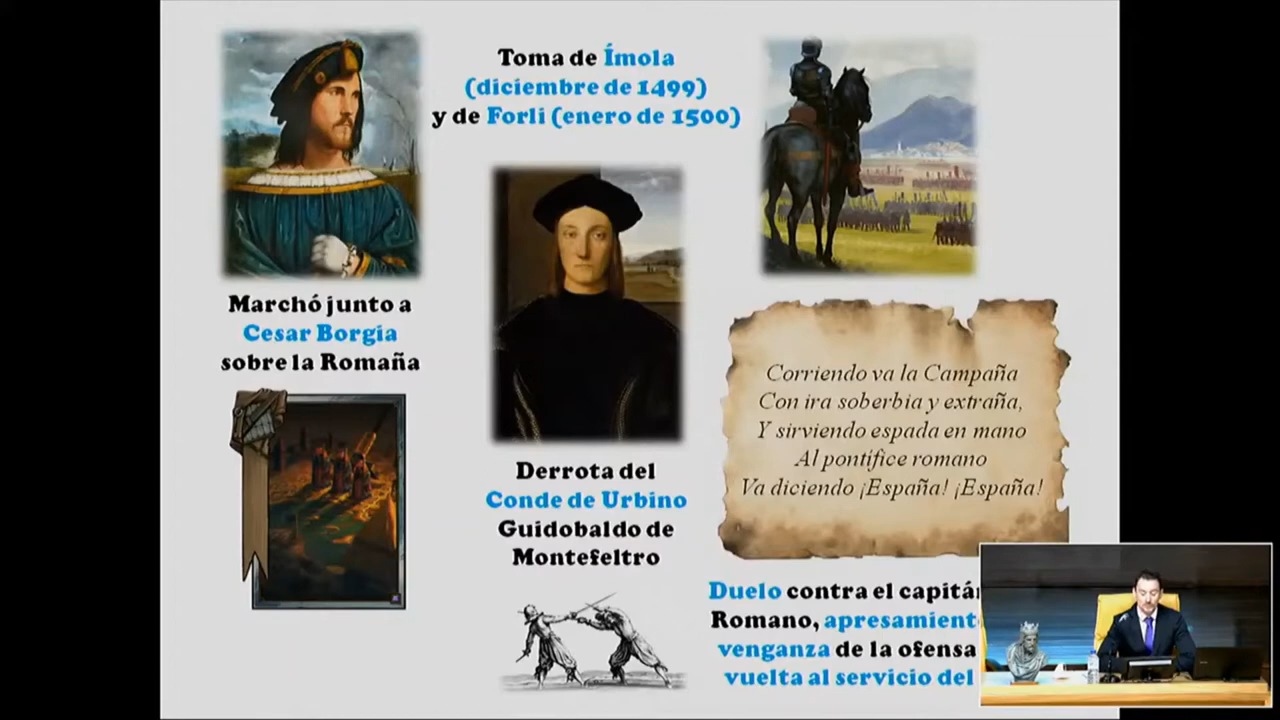 Toma de Ímola
(diciembre de 1499)
y de Forli (enero de 1500)
Marchó junto a
Cesar Borgia
sobre la Romaña
Derrota del
Conde de Urbino
Guidobaldo de
Montefeltro
Corriendo va la Campaña
Con ira soberbia y extraña,
Y sirviendo espada en mano
Al pontífice romano
Va diciendo ¡España! ¡España!
Duelo contra el capitán
Romano, apresamient
venganza de la ofensa
vuelta al servicio del